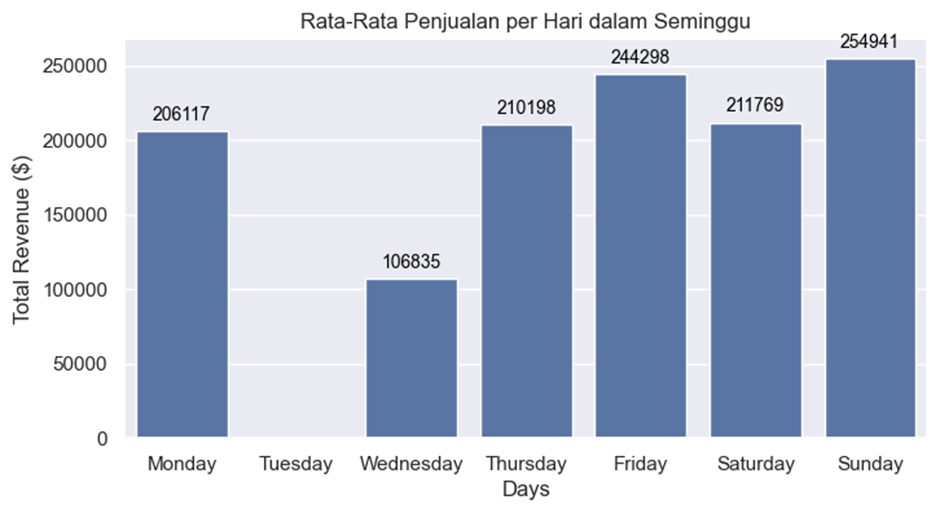 Rata-Rata Penjualan per Hari dalam Seminggu
Total Revenue ($)
250000
200000
150000
100000
50000
0
206117
106835
210198
244298
211769
254941
Monday
Tuesday
Wednesday
Thursday
Friday
Saturday
Sunday
Days